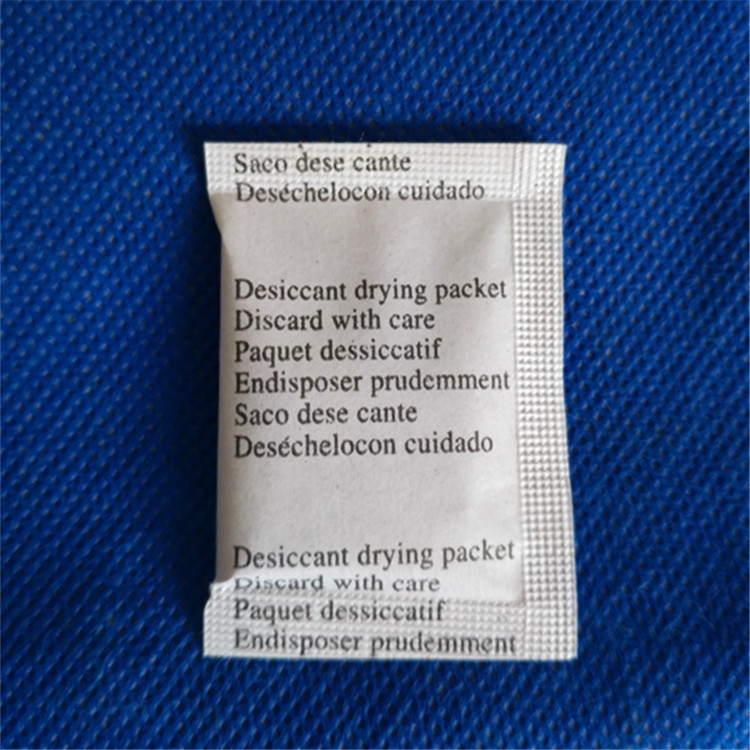 Saco dese cante
Deséchelocon cuidado
Desiccant drying packet
Discard with care
Paquet dessiccatif
Endisposer prudemment
Saco dese cante
Deséchelocon cuidado
Desiccant drying packet
Discard with care
Paquet dessiccatif
Endisposer prudemment